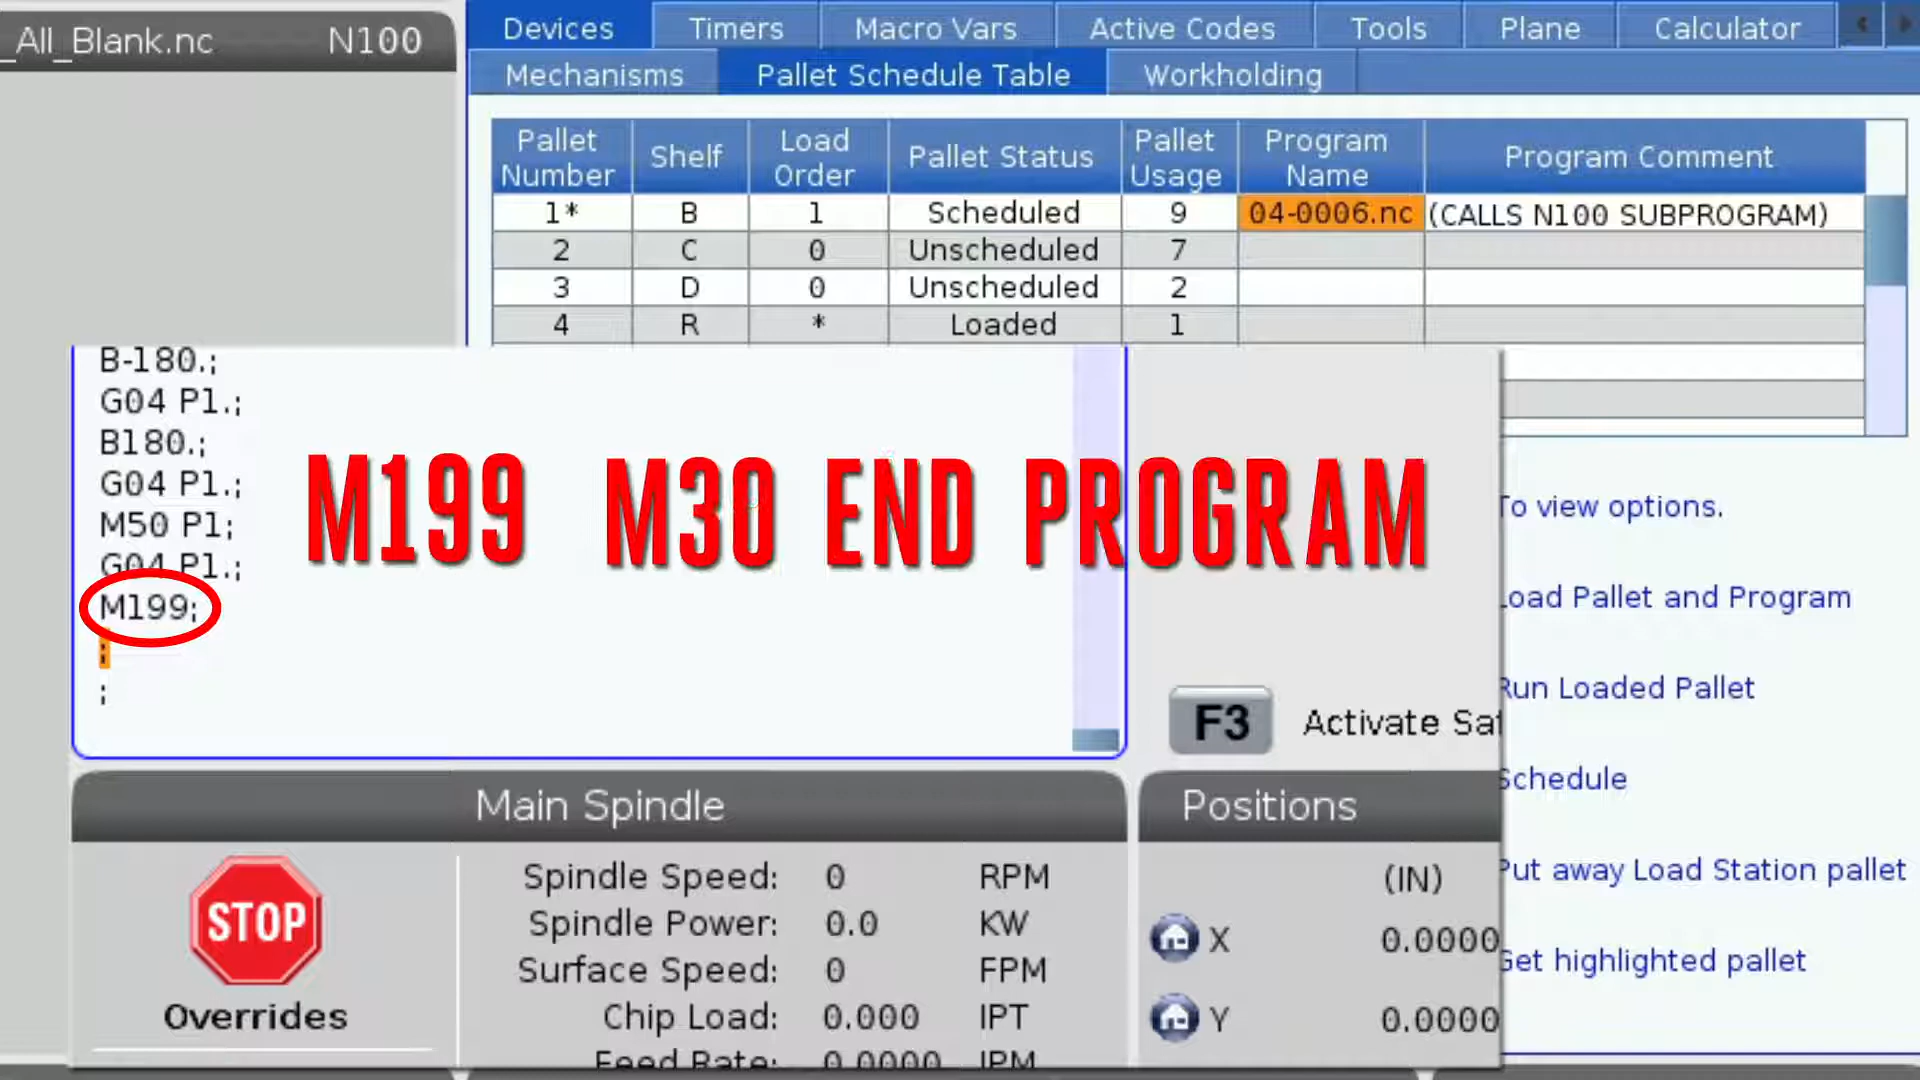 _All_Blank.nc N100
Devices Timers Macro Vars Active Codes Tools Plane Calculator
Mechanisms Pallet Schedule Table Workholding
Pallet Number Shelf Load Order Pallet Status Pallet Usage Program Name Program Comment
1* B 1 Scheduled 9 04-0006.nc (CALLS N100 SUBPROGRAM)
2 C 0 Unscheduled 7
3 D 0 Unscheduled 2
4 R * Loaded 1
B-180.;
G04 P1.;
B180.;
G04 P1.;
M50 P1;
G04 P1.;
M199;
;
;
M199 M30 END PROGRAM
To view options.
Load Pallet and Program
Run Loaded Pallet
Schedule
Put away Load Station pallet
Get highlighted pallet
F3 Activate Sa
Main Spindle
STOP
Overrides
Spindle Speed: 0 RPM
Spindle Power: 0.0 KW
Surface Speed: 0 FPM
Chip Load: 0.000 IPT
Feed Rate: 0.0000 IPM
Positions
(IN)
X 0.0000
Y 0.0000